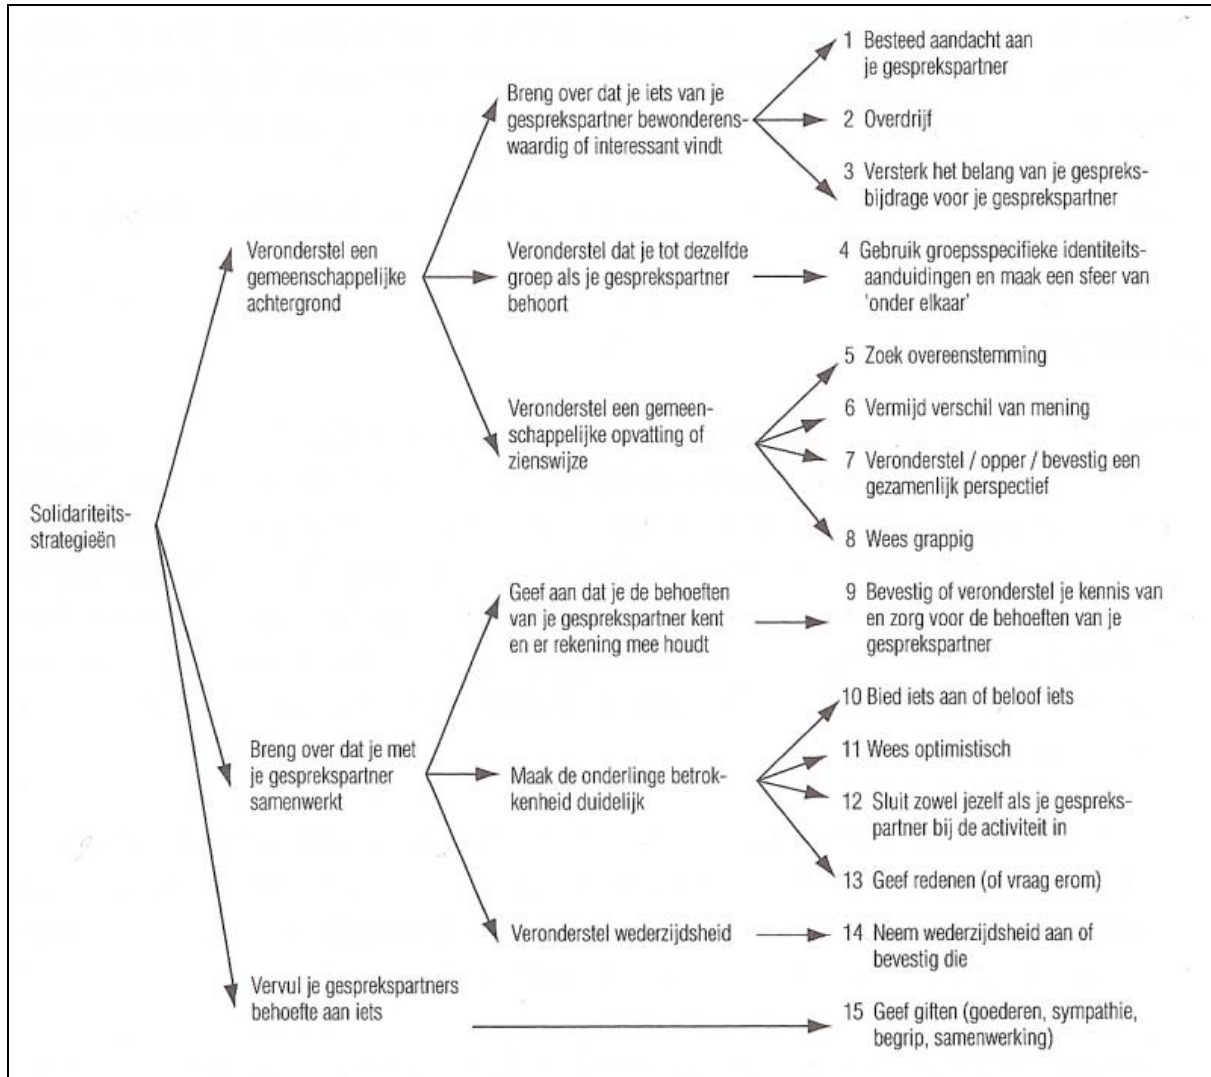 1 Besteed aandacht aan
je gesprekspartner
Breng over dat je iets van je
gesprekspartner bewonderens-
waardig of interessant vindt
2 Overdrijf
3 Versterk het belang van je gespreks-
bijdrage voor je gesprekspartner
Veronderstel een
gemeenschappelijke
achtergrond
Veronderstel dat je tot dezelfde
groep als je gesprekspartner
behoort
4 Gebruik groepsspecifieke identiteits-
aanduidingen en maak een sfeer van
'onder elkaar'
5 Zoek overeenstemming
Veronderstel een gemeen-
schappelijke opvatting of
zienswijze
6 Vermijd verschil van mening
7 Veronderstel / opper / bevestig een
gezamenlijk perspectief
8 Wees grappig
Solidariteits-
strategieën
Geef aan dat je de behoeften
van je gesprekspartner kent
en er rekening mee houdt
9 Bevestig of veronderstel je kennis van
en zorg voor de behoeften van je
gesprekspartner
10 Bied iets aan of beloof iets
Breng over dat je met
je gesprekspartner
samenwerkt
Maak de onderlinge betrok-
kenheid duidelijk
11 Wees optimistisch
12 Sluit zowel jezelf als je gespreks-
partner bij de activiteit in
13 Geef redenen (of vraag erom)
Veronderstel wederzijdsheid
14 Neem wederzijdsheid aan of
bevestig die
Vervul je gesprekspartners
behoefte aan iets
15 Geef giften (goederen, sympathie,
begrip, samenwerking)